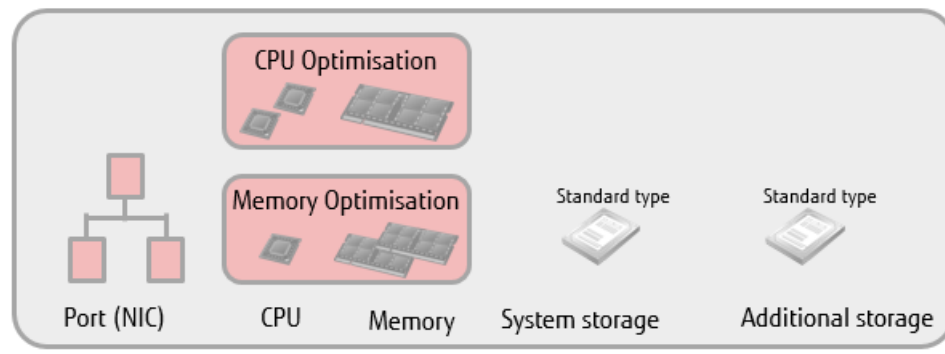 CPU Optimisation
Memory Optimisation
Standard type
Standard type
Port (NIC)
CPU
Memory
System storage
Additional storage